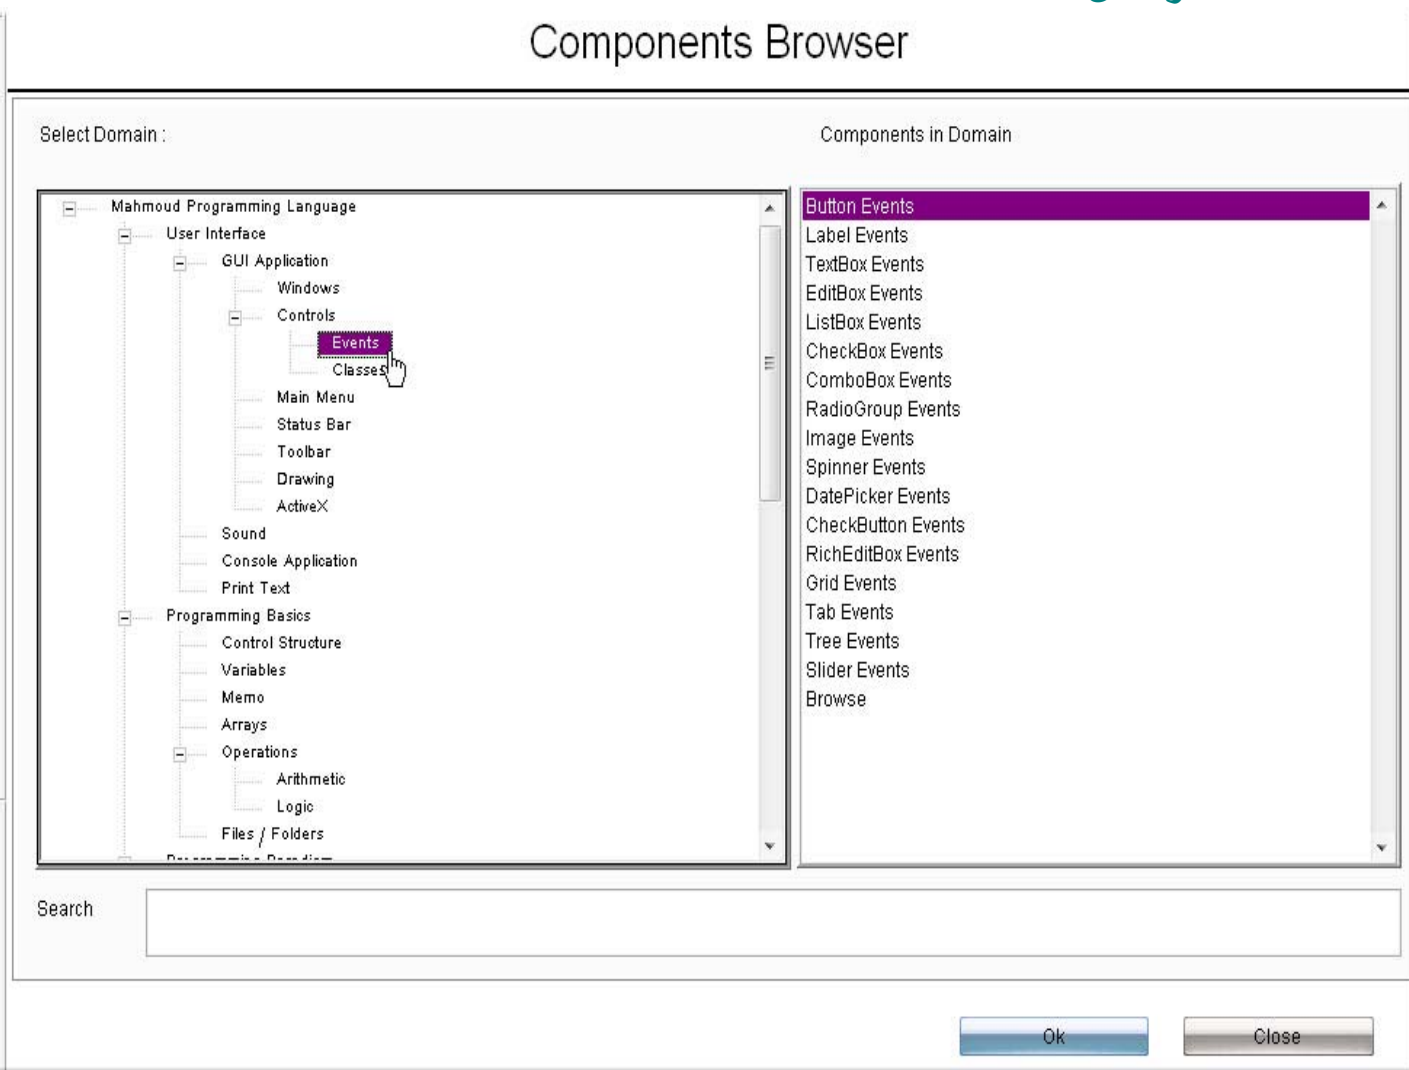 Components Browser
Select Domain :
Components in Domain
Mahmoud Programming Language
User Interface
GUI Application
Windows
Controls
Events
Classes
Main Menu
Status Bar
Toolbar
Drawing
ActiveX
Sound
Console Application
Print Text
Programming Basics
Control Structure
Variables
Memo
Arrays
Operations
Arithmetic
Logic
Files / Folders
Button Events
Label Events
TextBox Events
EditBox Events
ListBox Events
CheckBox Events
ComboBox Events
RadioGroup Events
Image Events
Spinner Events
DatePicker Events
CheckButton Events
RichEditBox Events
Grid Events
Tab Events
Tree Events
Slider Events
Browse
Search
Ok
Close